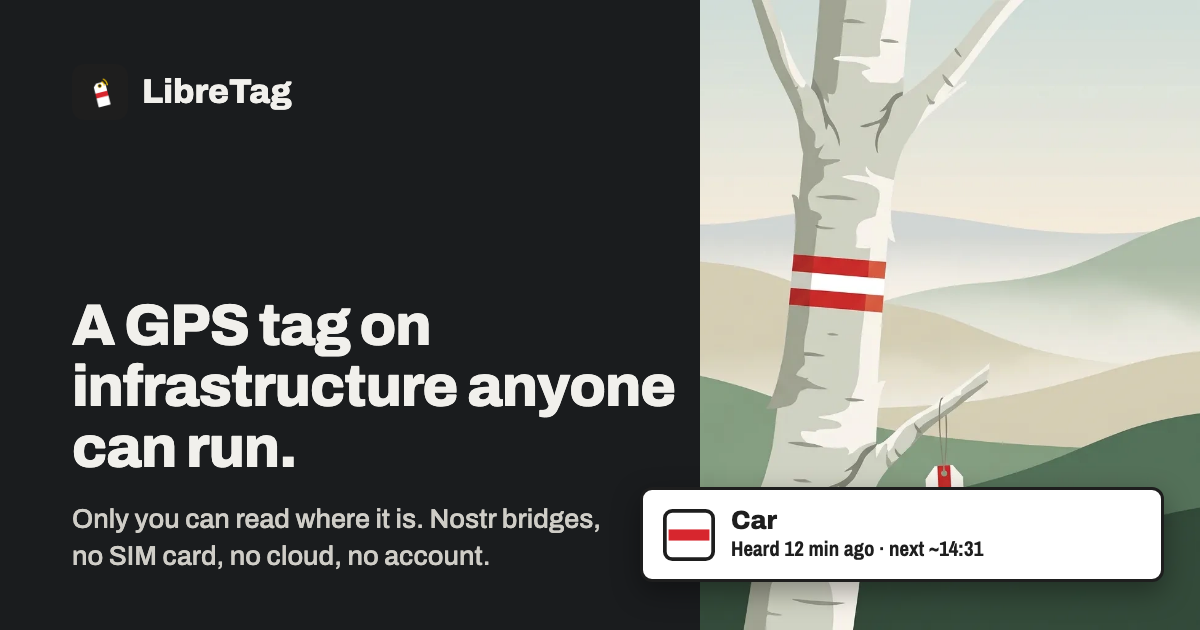 LibreTag
A GPS tag on
infrastructure anyone
can run.
Only you can read where it is. Nostr bridges,
no SIM card, no cloud, no account.
Car
Heard 12 min ago · next ~14:31